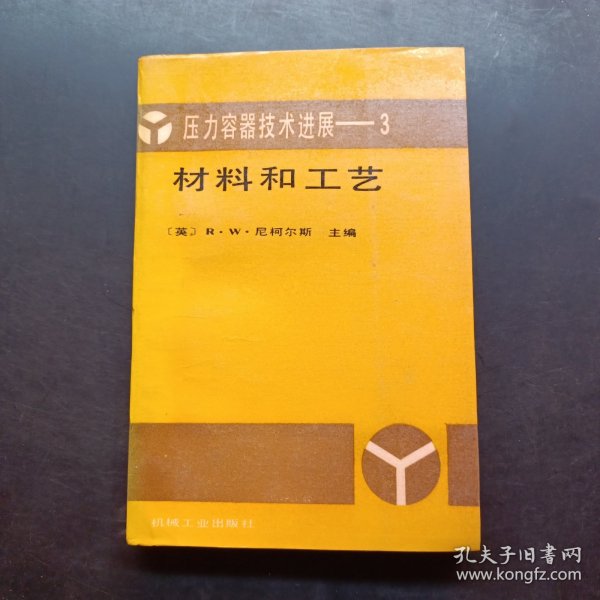 压力容器技术进展——3
材料和工艺
〔英〕R·W·尼柯尔斯 主编
机械工业出版社
孔夫子旧书网
www.kongfz.com